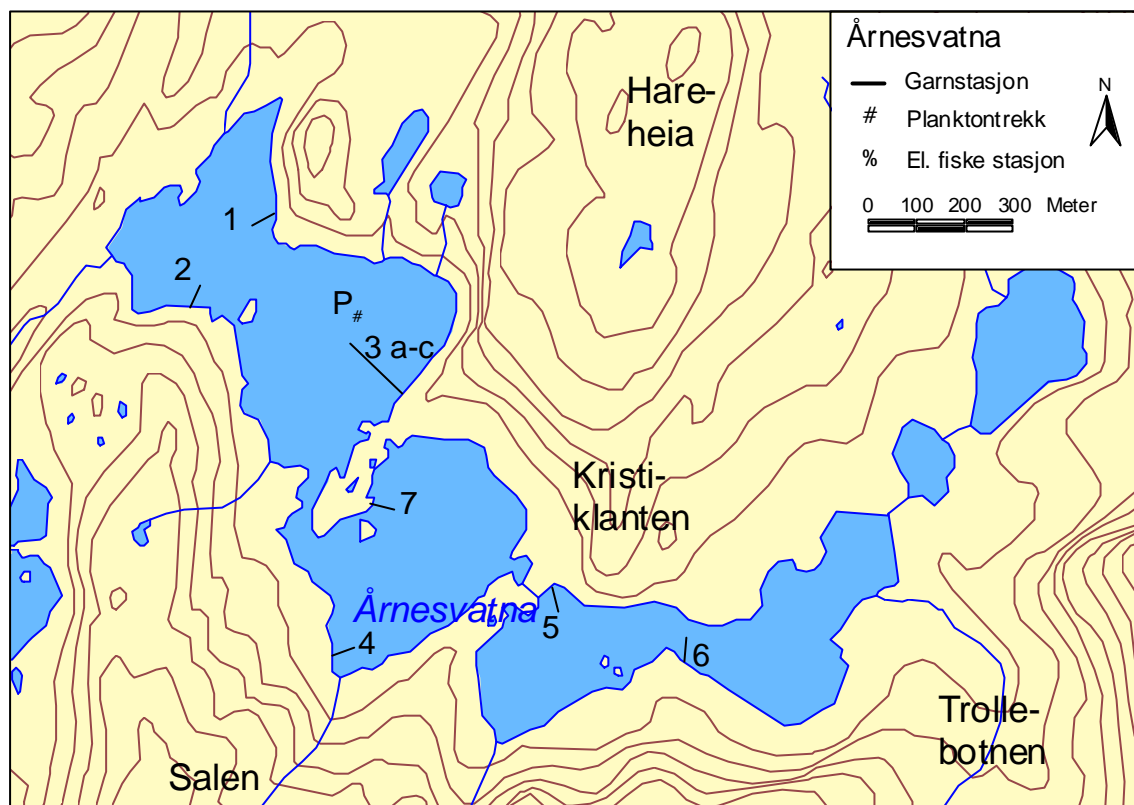 Årnesvatna
Garnstasjon
# Planktontrekk
% El. fiske stasjon
N
0 100 200 300 Meter
Hare-
heia
1
2
P#
3 a-c
Kristi-
klanten
7
Årnesvatna
5
4
6
Trolle-
botnen
Salen